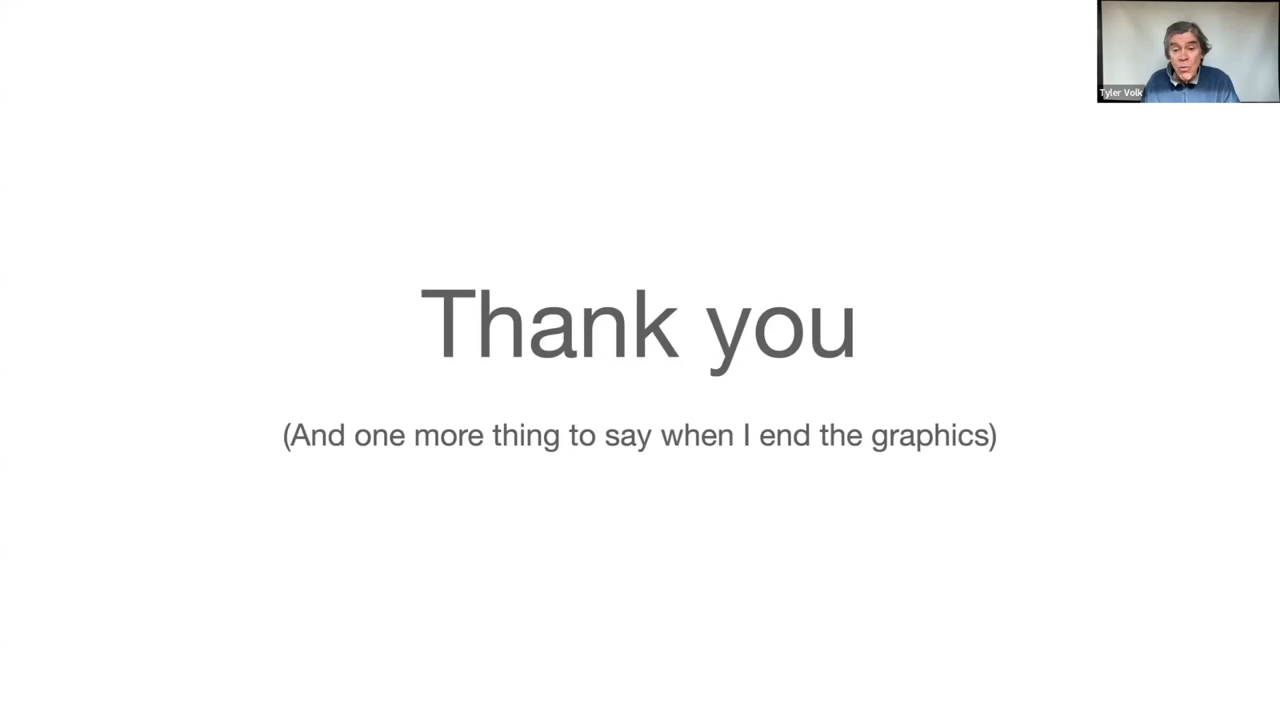 Tyler Volk
Thank you
(And one more thing to say when I end the graphics)